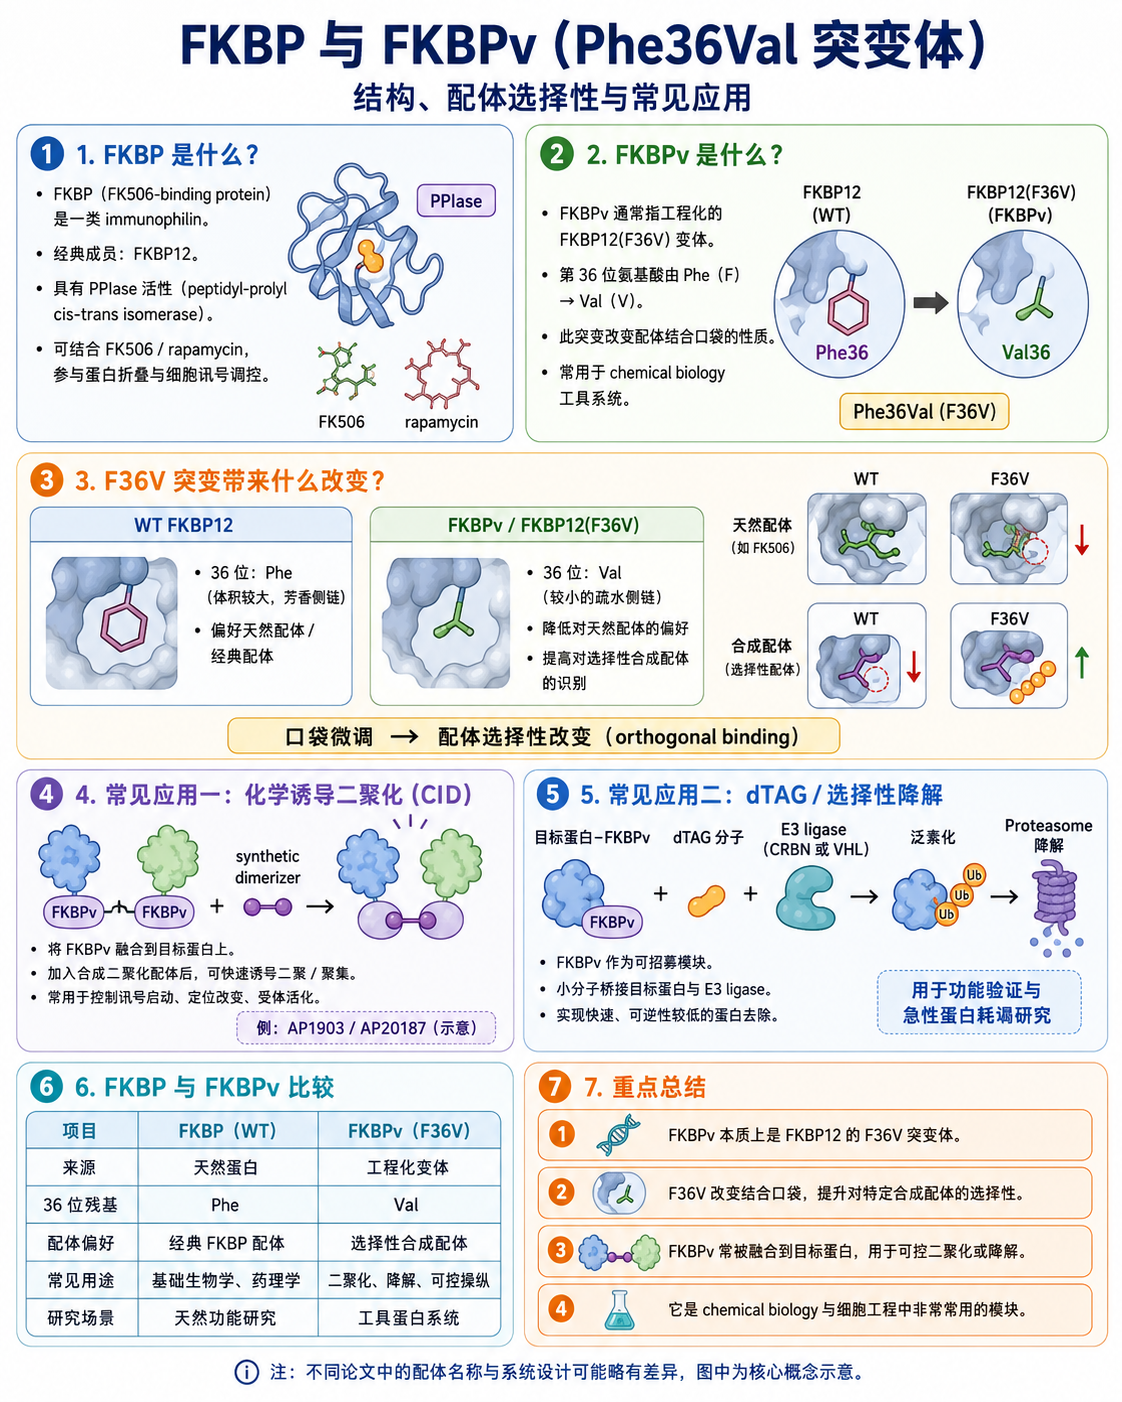 FKBP 与 FKBPv（Phe36Val 突变体）
结构、配体选择性与常见应用
1 1. FKBP 是什么？
• FKBP（FK506-binding protein）
是一类 immunophilin。
• 经典成员：FKBP12。
• 具有 PPIase 活性（peptidyl-prolyl
cis-trans isomerase）。
• 可结合 FK506 / rapamycin，
参与蛋白折叠与细胞讯号调控。
PPIase
FK506
rapamycin
2 2. FKBPv 是什么？
• FKBPv 通常指工程化的
FKBP12(F36V) 变体。
• 第 36 位氨基酸由 Phe（F）
→ Val（V）。
• 此突变改变配体结合口袋的性质。
• 常用于 chemical biology
工具系统。
FKBP12
(WT)
FKBP12(F36V)
(FKBPv)
Phe36
Val36
Phe36Val (F36V)
3 3. F36V 突变带来什么改变？
WT FKBP12
• 36 位：Phe
（体积较大，芳香侧链）
• 偏好天然配体 /
经典配体
FKBPv / FKBP12(F36V)
• 36 位：Val
（较小的疏水侧链）
• 降低对天然配体的偏好
• 提高对选择性合成配体
的识别
WT
F36V
天然配体
（如 FK506）
↓
WT
F36V
合成配体
（选择性配体）
↓
↑
口袋微调 → 配体选择性改变（orthogonal binding）
4 4. 常见应用一：化学诱导二聚化 (CID)
FKBPv
FKBPv
+
synthetic
dimerizer
→
• 将 FKBPv 融合到目标蛋白上。
• 加入合成二聚化配体后，可快速诱导二聚 / 聚集。
• 常用于控制讯号启动、定位改变、受体活化。
例：AP1903 / AP20187（示意）
5 5. 常见应用二：dTAG / 选择性降解
目标蛋白–FKBPv
dTAG 分子
E3 ligase
（CRBN 或 VHL）
泛素化
Proteasome
降解
FKBPv
+
+
→
Ub
Ub
Ub
→
• FKBPv 作为可招募模块。
• 小分子桥接目标蛋白与 E3 ligase。
• 实现快速、可逆性较低的蛋白去除。
用于功能验证与
急性蛋白耗调研究
6 6. FKBP 与 FKBPv 比较
项目 FKBP（WT） FKBPv（F36V）
来源 天然蛋白 工程化变体
36 位残基 Phe Val
配体偏好 经典 FKBP 配体 选择性合成配体
常见用途 基础生物学、药理学 二聚化、降解、可控操纵
研究场景 天然功能研究 工具蛋白系统
7 7. 重点总结
1 FKBPv 本质上是 FKBP12 的 F36V 突变体。
2 F36V 改变结合口袋，提升对特定合成配体的选择性。
3 FKBPv 常被融合到目标蛋白，用于可控二聚化或降解。
4 它是 chemical biology 与细胞工程中非常常用的模块。
i 注：不同论文中的配体名称与系统设计可能略有差异，图中为核心概念示意。